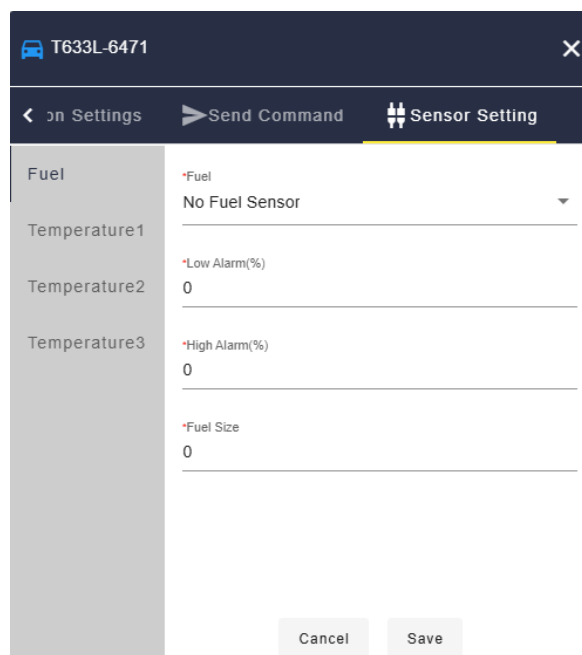 T633L-6471
on Settings
Send Command
Sensor Setting
Fuel
Temperature1
Temperature2
Temperature3
*Fuel
No Fuel Sensor
*Low Alarm(%)
0
*High Alarm(%)
0
*Fuel Size
0
Cancel
Save